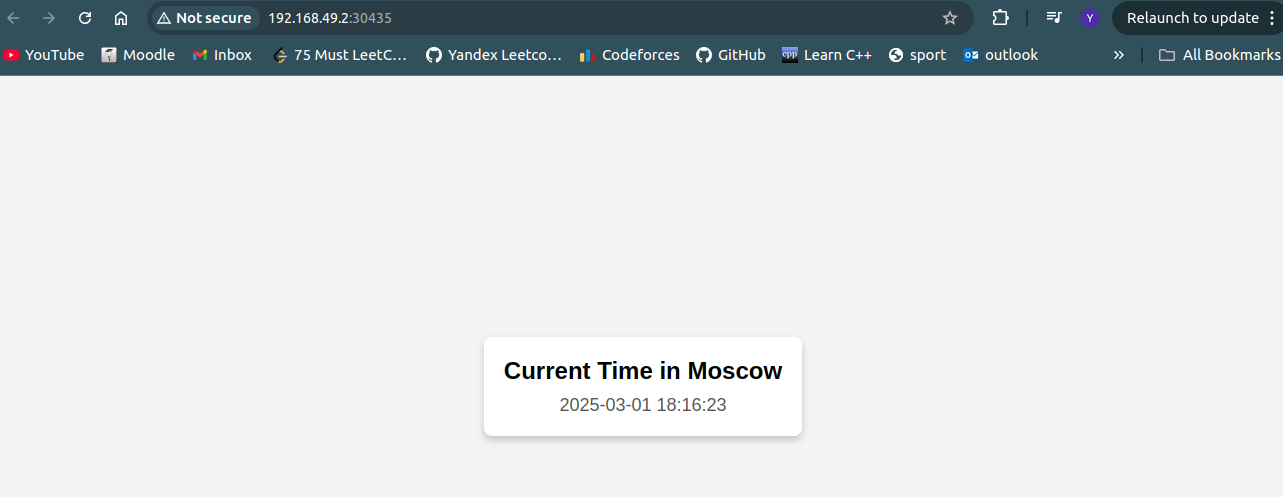 Not secure 192.168.49.2:30435 Y Relaunch to update
YouTube Moodle Inbox 75 Must LeetC... Yandex Leetco... Codeforces GitHub cpp Learn C++ sport outlook » All Bookmarks
Current Time in Moscow
2025-03-01 18:16:23